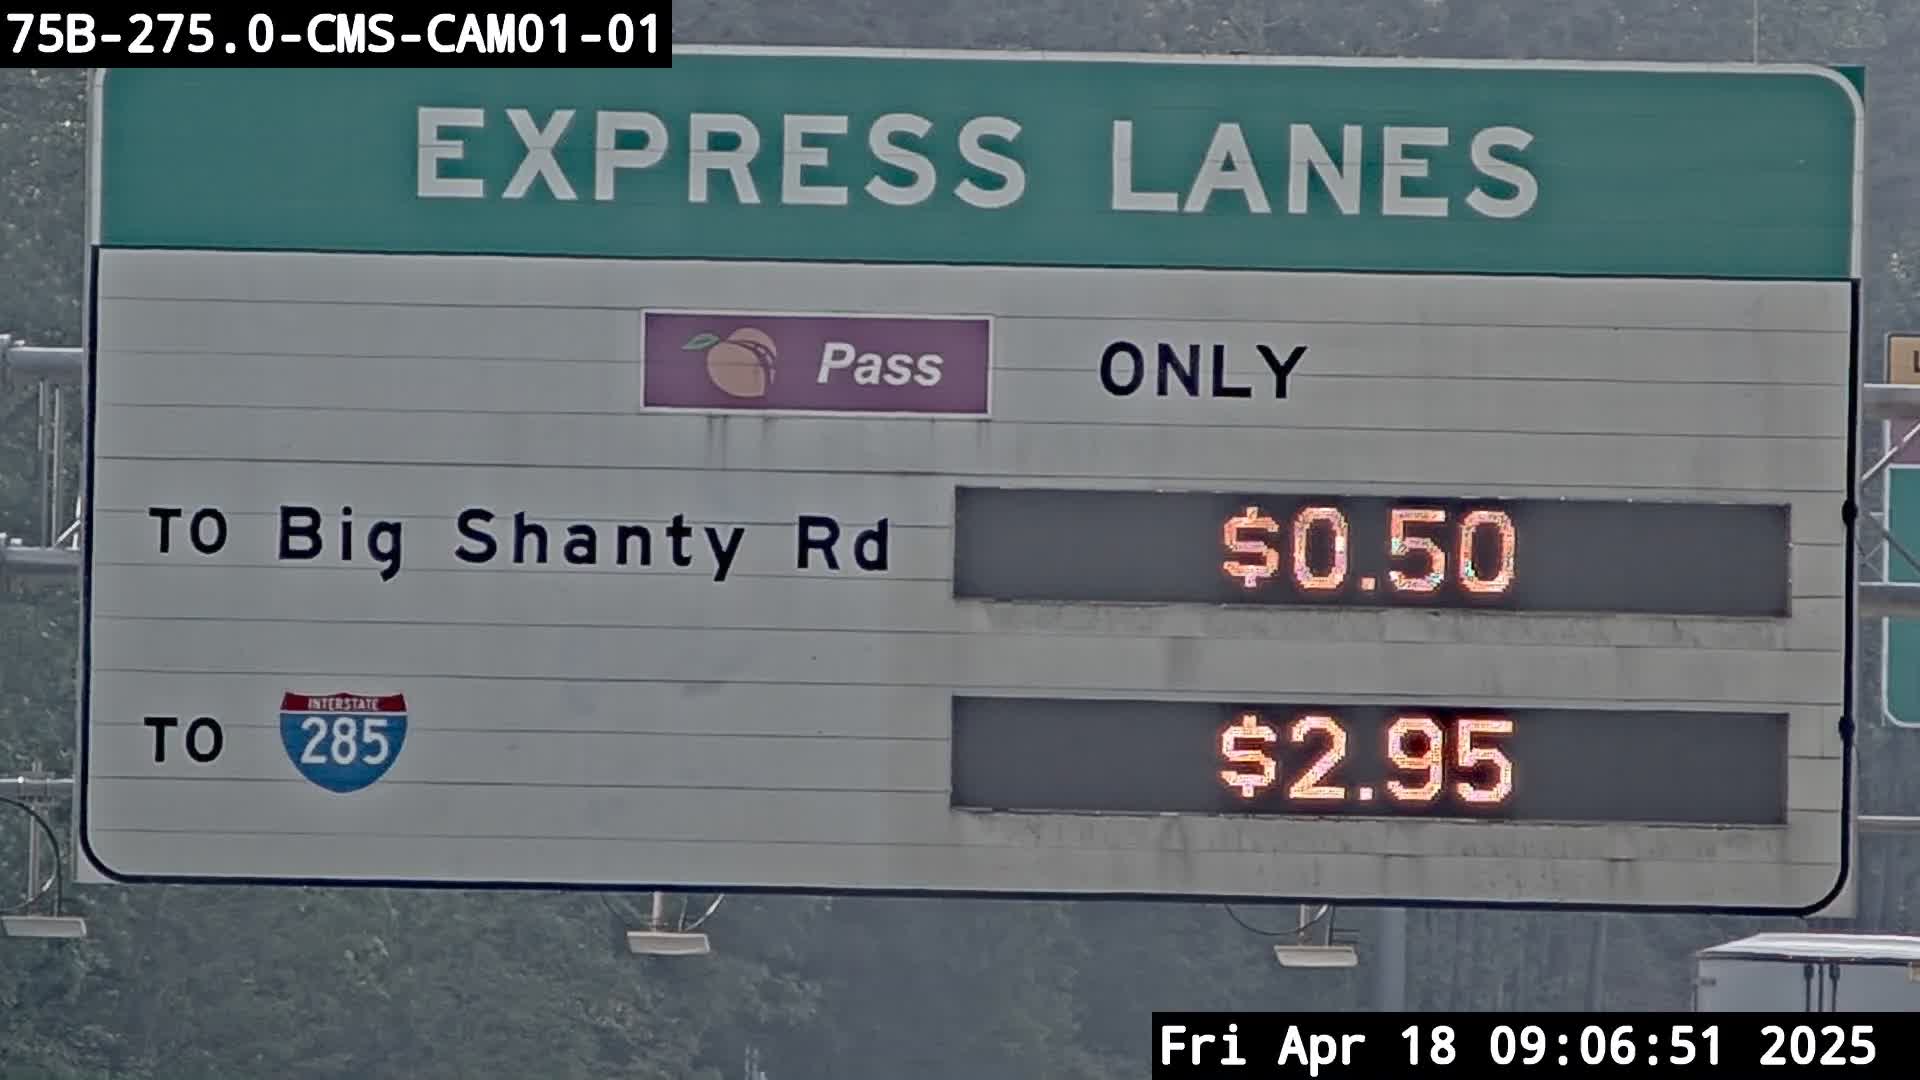 75B-275.0-CMS-CAM01-01
EXPRESS LANES
Pass ONLY
TO Big Shanty Rd $0.50
TO INTERSTATE 285 $2.95
Fri Apr 18 09:06:51 2025